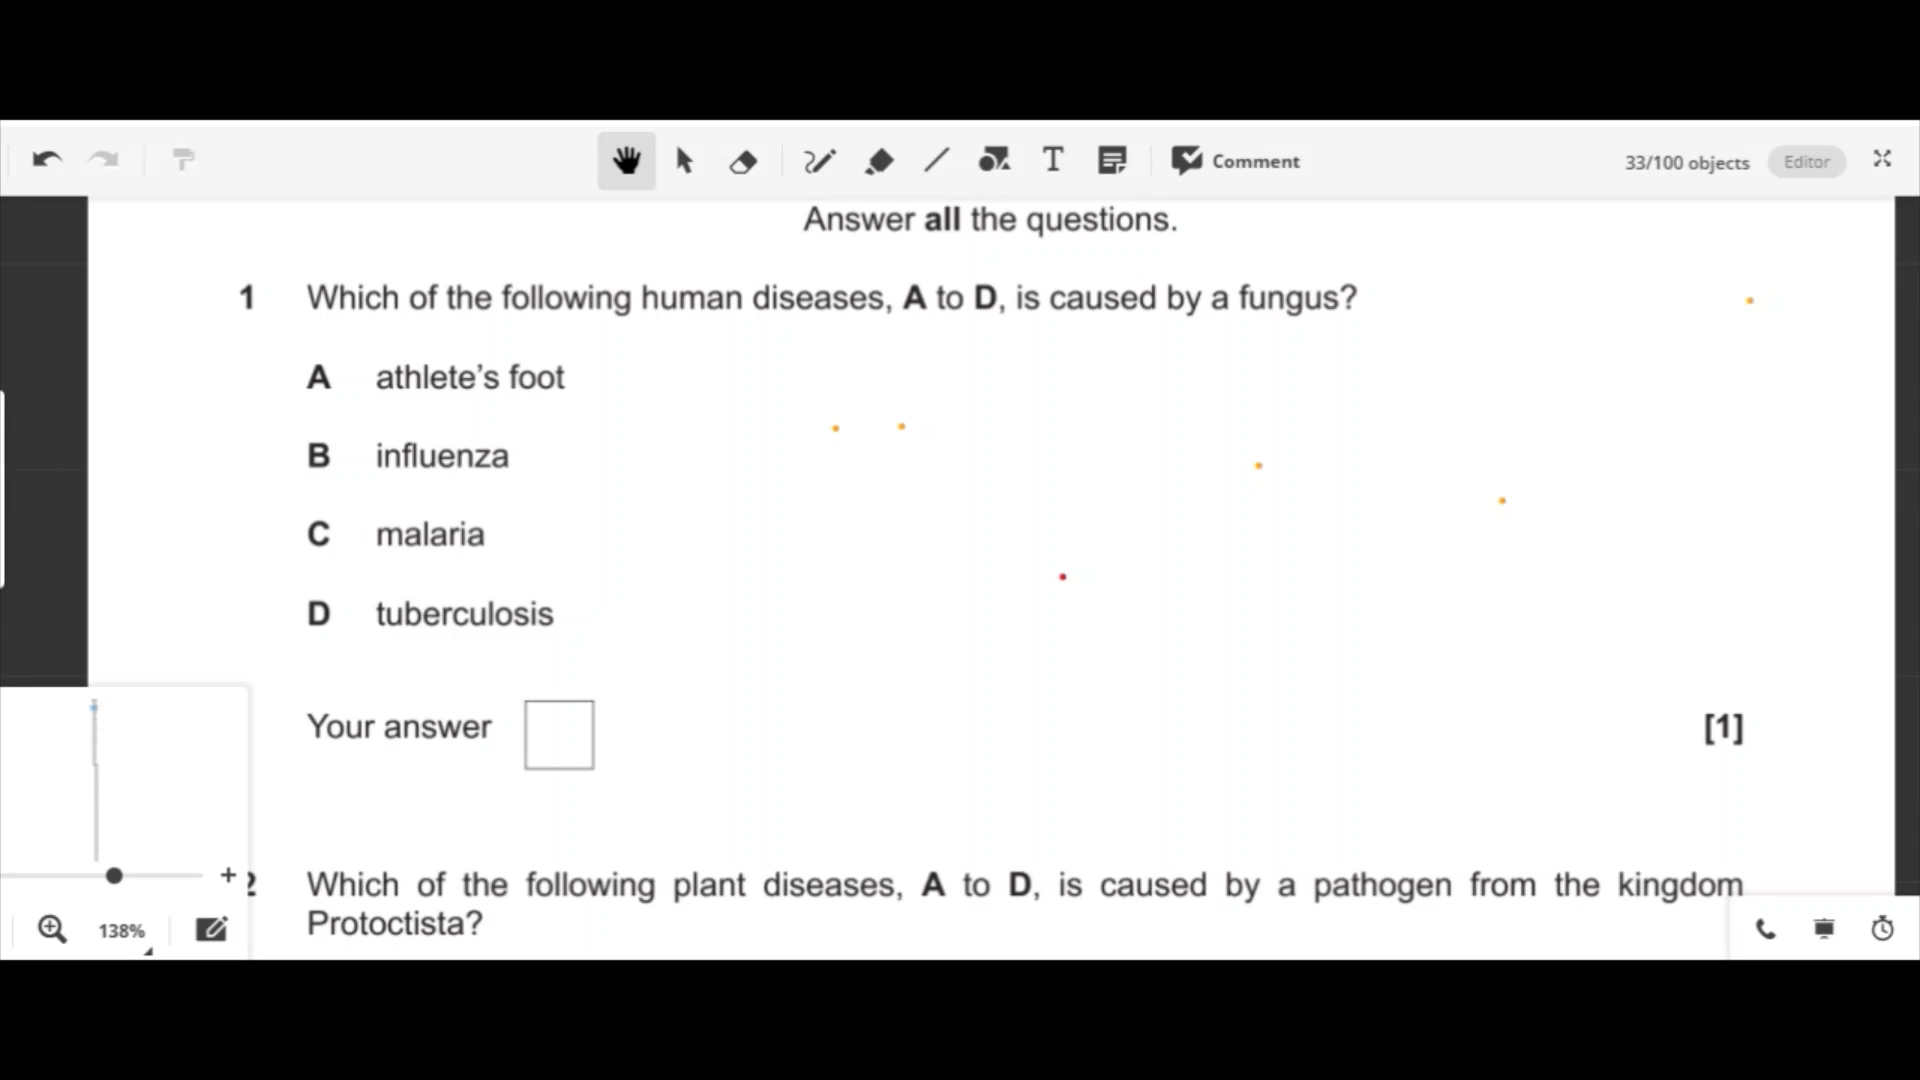 Comment
33/100 objects
Editor
Answer all the questions.
1 Which of the following human diseases, A to D, is caused by a fungus?
A athlete’s foot
B influenza
C malaria
D tuberculosis
Your answer
[1]
2 Which of the following plant diseases, A to D, is caused by a pathogen from the kingdom
Protoctista?
138%